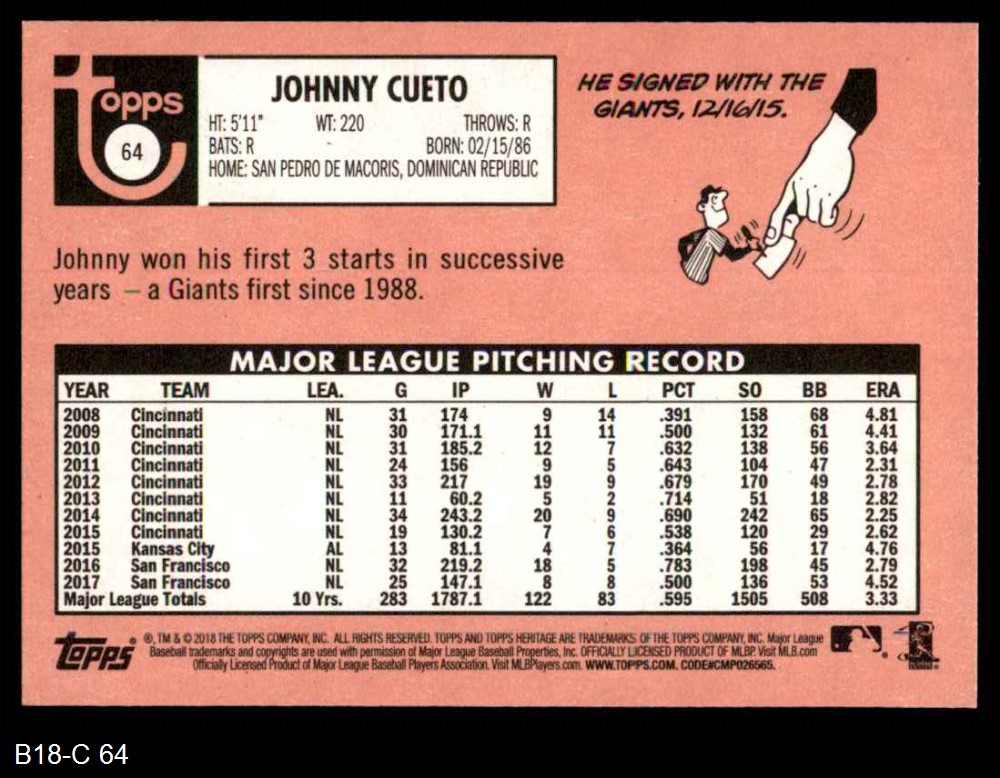 Topps
64
JOHNNY CUETO
HT: 5'11" WT: 220 THROWS: R
BATS: R BORN: 02/15/86
HOME: SAN PEDRO DE MACORIS, DOMINICAN REPUBLIC
HE SIGNED WITH THE
GIANTS, 12/16/15.
Johnny won his first 3 starts in successive
years – a Giants first since 1988.
MAJOR LEAGUE PITCHING RECORD
YEAR TEAM LEA. G IP W L PCT SO BB ERA
2008 Cincinnati NL 31 174 9 14 .391 158 68 4.81
2009 Cincinnati NL 30 171.1 11 11 .500 132 61 4.41
2010 Cincinnati NL 31 185.2 12 7 .632 138 56 3.64
2011 Cincinnati NL 24 156 9 5 .643 104 47 2.31
2012 Cincinnati NL 33 217 19 9 .679 170 49 2.78
2013 Cincinnati NL 11 60.2 5 2 .714 51 18 2.82
2014 Cincinnati NL 34 243.2 20 9 .690 242 65 2.25
2015 Cincinnati NL 19 130.2 7 6 .538 120 29 2.62
2015 Kansas City AL 13 81.1 4 7 .364 56 17 4.76
2016 San Francisco NL 32 219.2 18 5 .783 198 45 2.79
2017 San Francisco NL 25 147.1 8 8 .500 136 53 4.52
Major League Totals 10 Yrs. 283 1787.1 122 83 .595 1505 508 3.33
Topps ® ®, TM & © 2018 THE TOPPS COMPANY, INC. ALL RIGHTS RESERVED. TOPPS AND TOPPS HERITAGE ARE TRADEMARKS OF THE TOPPS COMPANY, INC. Major League
Baseball trademarks and copyrights are used with permission of Major League Baseball Properties, Inc. OFFICIALLY LICENSED PRODUCT OF MLBP. Visit MLB.com
Officially Licensed Product of Major League Baseball Players Association. Visit MLBPlayers.com. WWW.TOPPS.COM. CODE#CMP026565.
B18-C 64